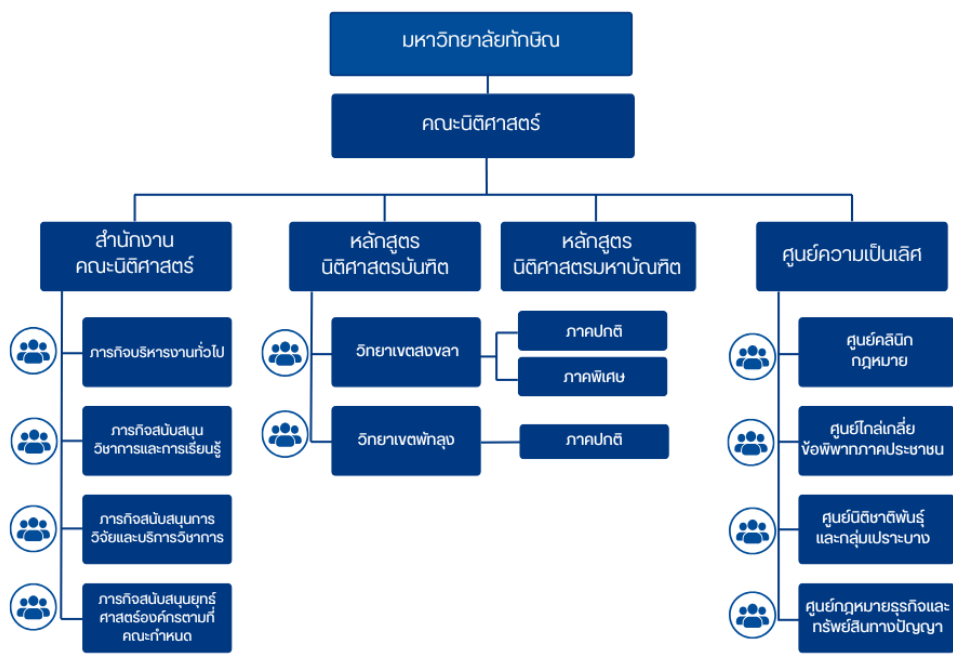 มหาวิทยาลัยทักษิณ
คณะนิติศาสตร์
สำนักงาน
คณะนิติศาสตร์
ภารกิจบริหารงานทั่วไป
ภารกิจสนับสนุน
วิชาการและการเรียนรู้
ภารกิจสนับสนุนการ
วิจัยและบริการวิชาการ
ภารกิจสนับสนุนยุทธ์
ศาสตร์องค์กรตามที่
คณะกำหนด
หลักสูตร
นิติศาสตรบันฑิต
วิทยาเขตสงขลา
ภาคปกติ
ภาคพิเศษ
วิทยาเขตพัทลุง
ภาคปกติ
หลักสูตร
นิติศาสตรมหาบัณฑิต
ศูนย์ความเป็นเลิศ
ศูนย์คลินิก
กฎหมาย
ศูนย์ไกล่เกลี่ย
ข้อพิพาทภาคประชาชน
ศูนย์นิติชาติพันธุ์
และกลุ่มเปราะบาง
ศูนย์กฎหมายธุรกิจและ
ทรัพย์สินทางปัญญา